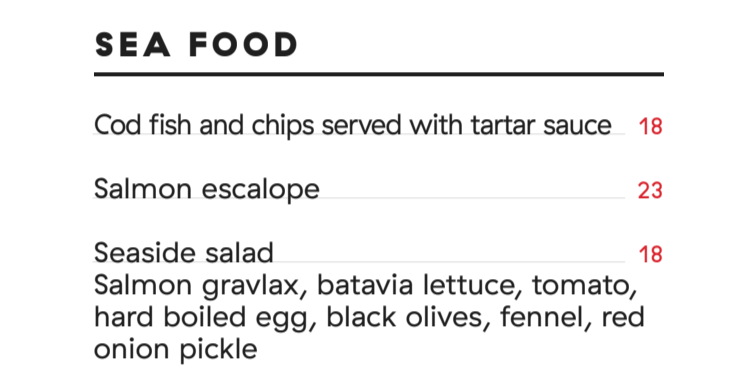 SEA FOOD
Cod fish and chips served with tartar sauce 18
Salmon escalope 23
Seaside salad 18
Salmon gravlax, batavia lettuce, tomato,
hard boiled egg, black olives, fennel, red
onion pickle